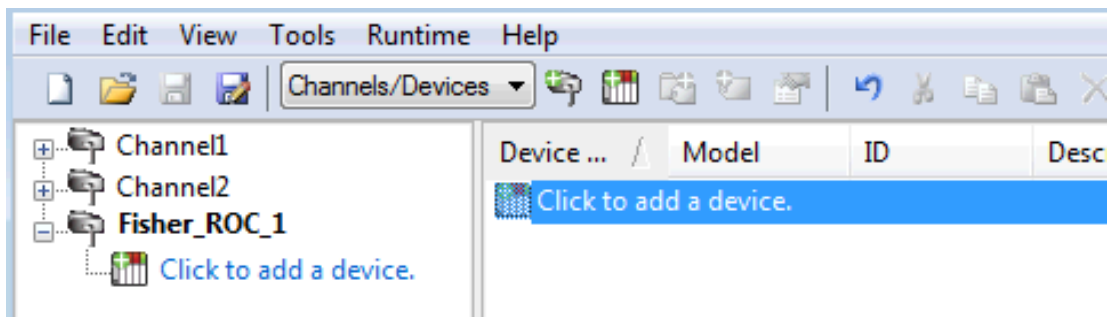 File Edit View Tools Runtime Help
Channels/Devices
Channel1
Channel2
Fisher_ROC_1
Click to add a device.
Device ... Model ID Desc
Click to add a device.